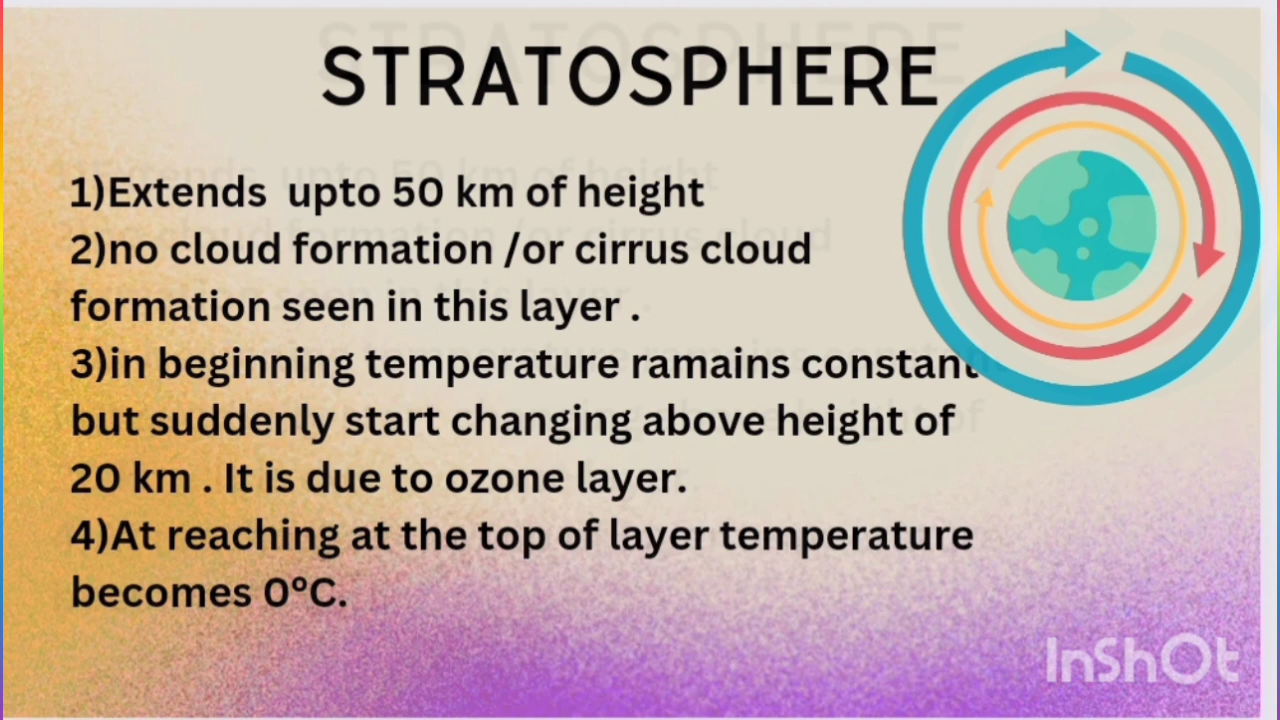 STRATOSPHERE
1)Extends upto 50 km of height
2)no cloud formation /or cirrus cloud
formation seen in this layer .
3)in beginning temperature ramains constant
but suddenly start changing above height of
20 km . It is due to ozone layer.
4)At reaching at the top of layer temperature
becomes 0°C.
InShOt